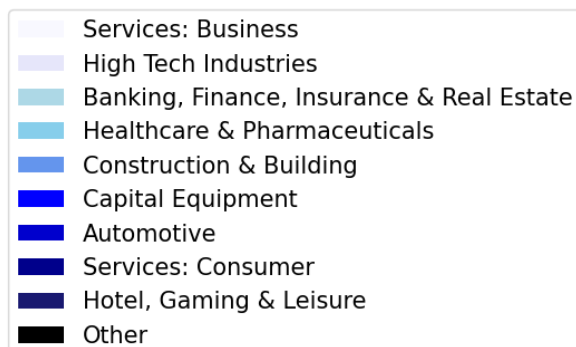 Services: Business
High Tech Industries
Banking, Finance, Insurance & Real Estate
Healthcare & Pharmaceuticals
Construction & Building
Capital Equipment
Automotive
Services: Consumer
Hotel, Gaming & Leisure
Other